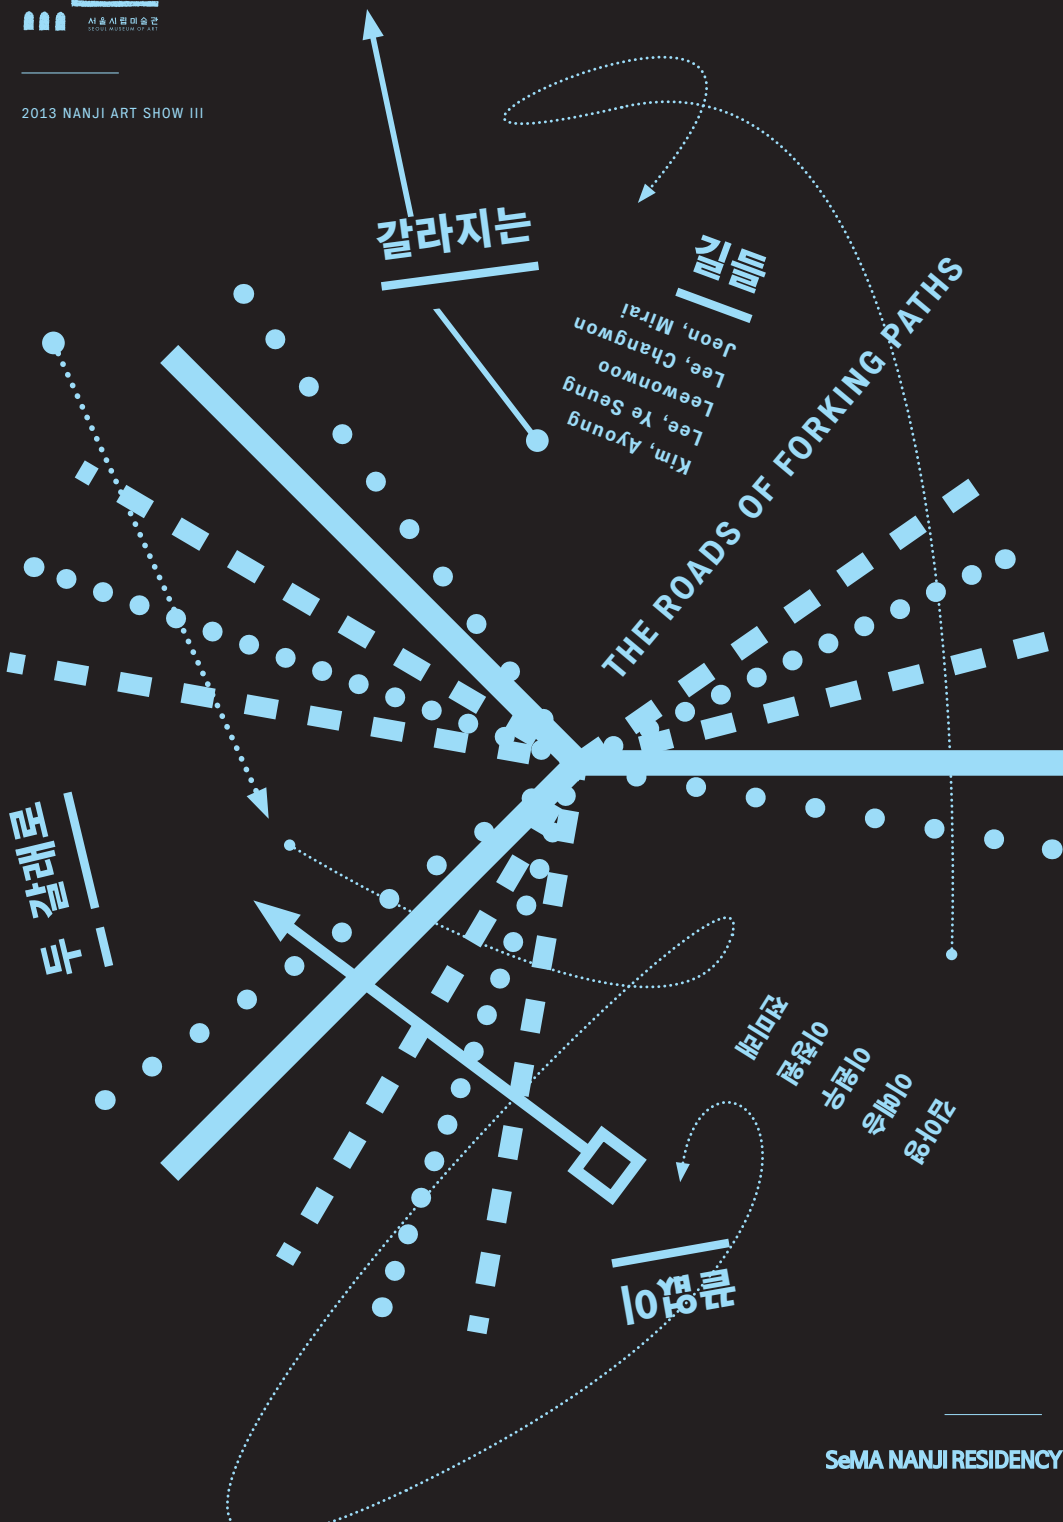 서울시립미술관
SEOUL MUSEUM OF ART
2013 NANJI ART SHOW III
끝없이
두 갈래로
갈라지는
길들
THE ROADS OF FORKING PATHS
Kim, Ayoung
Lee, Ye Seung
Leewonwoo
Lee, Changwon
Jeon, Mirai
김아영
이예승
이원우
이창원
전미래
SeMA NANJI RESIDENCY